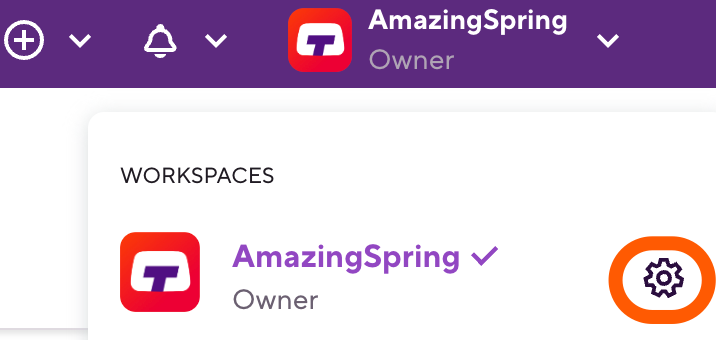 AmazingSpring
Owner
WORKSPACES
AmazingSpring
Owner